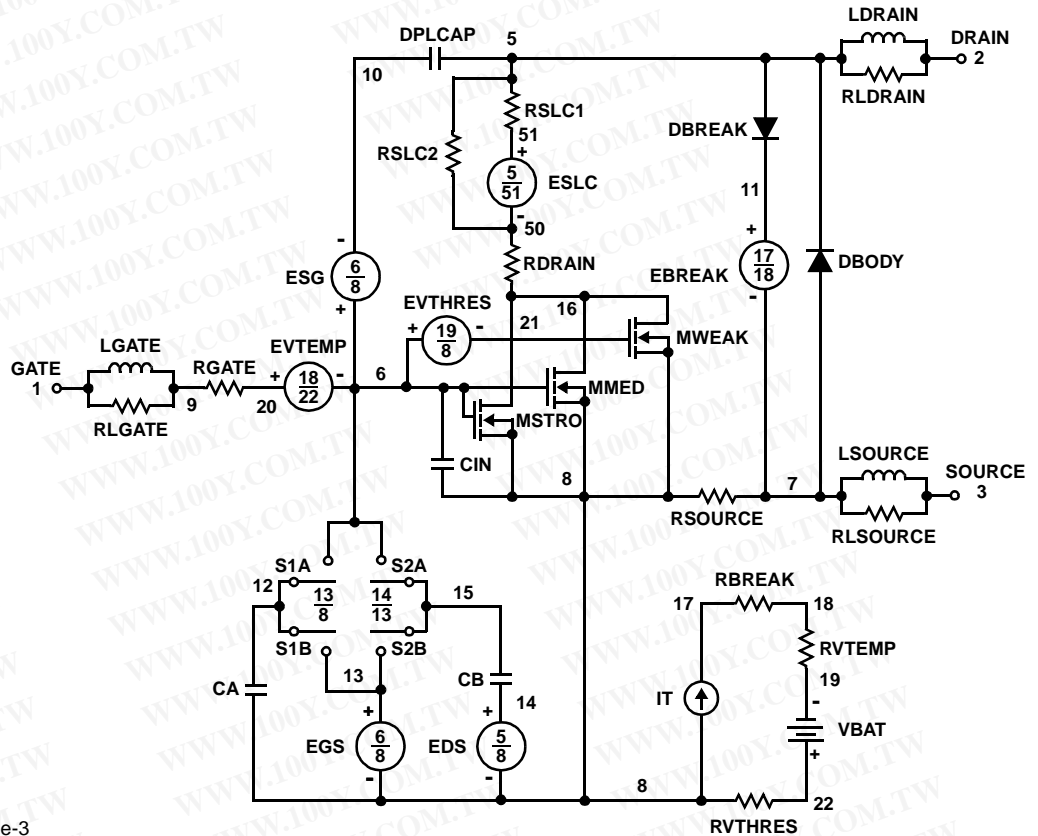 LDRAIN
DPLCAP 5 DRAIN
10 2
RSLC1 RLDRAIN
51 DBREAK
RSLC2 +
5
51 ESLC 11
-
50
- RDRAIN +
6
8 17
18 DBODY
ESG EBREAK
+ EVTHRES 16 -
+ 19
8 - 21 MWEAK
LGATE EVTEMP
GATE RGATE + 18
22 - 6 MMED
1 9 20
RLGATE MSTRO
CIN LSOURCE
8 7 SOURCE
3
RSOURCE RLSOURCE
S1A S2A
12 13
8 14
13 15 RBREAK
17 18
S1B S2B
13 RVTEMP
CA CB 19
14 IT -
+ + VBAT
EGS 6
8 EDS 5
8 +
- - 8 22
RVTHRES
e-3
WWW.100Y.COM.TW